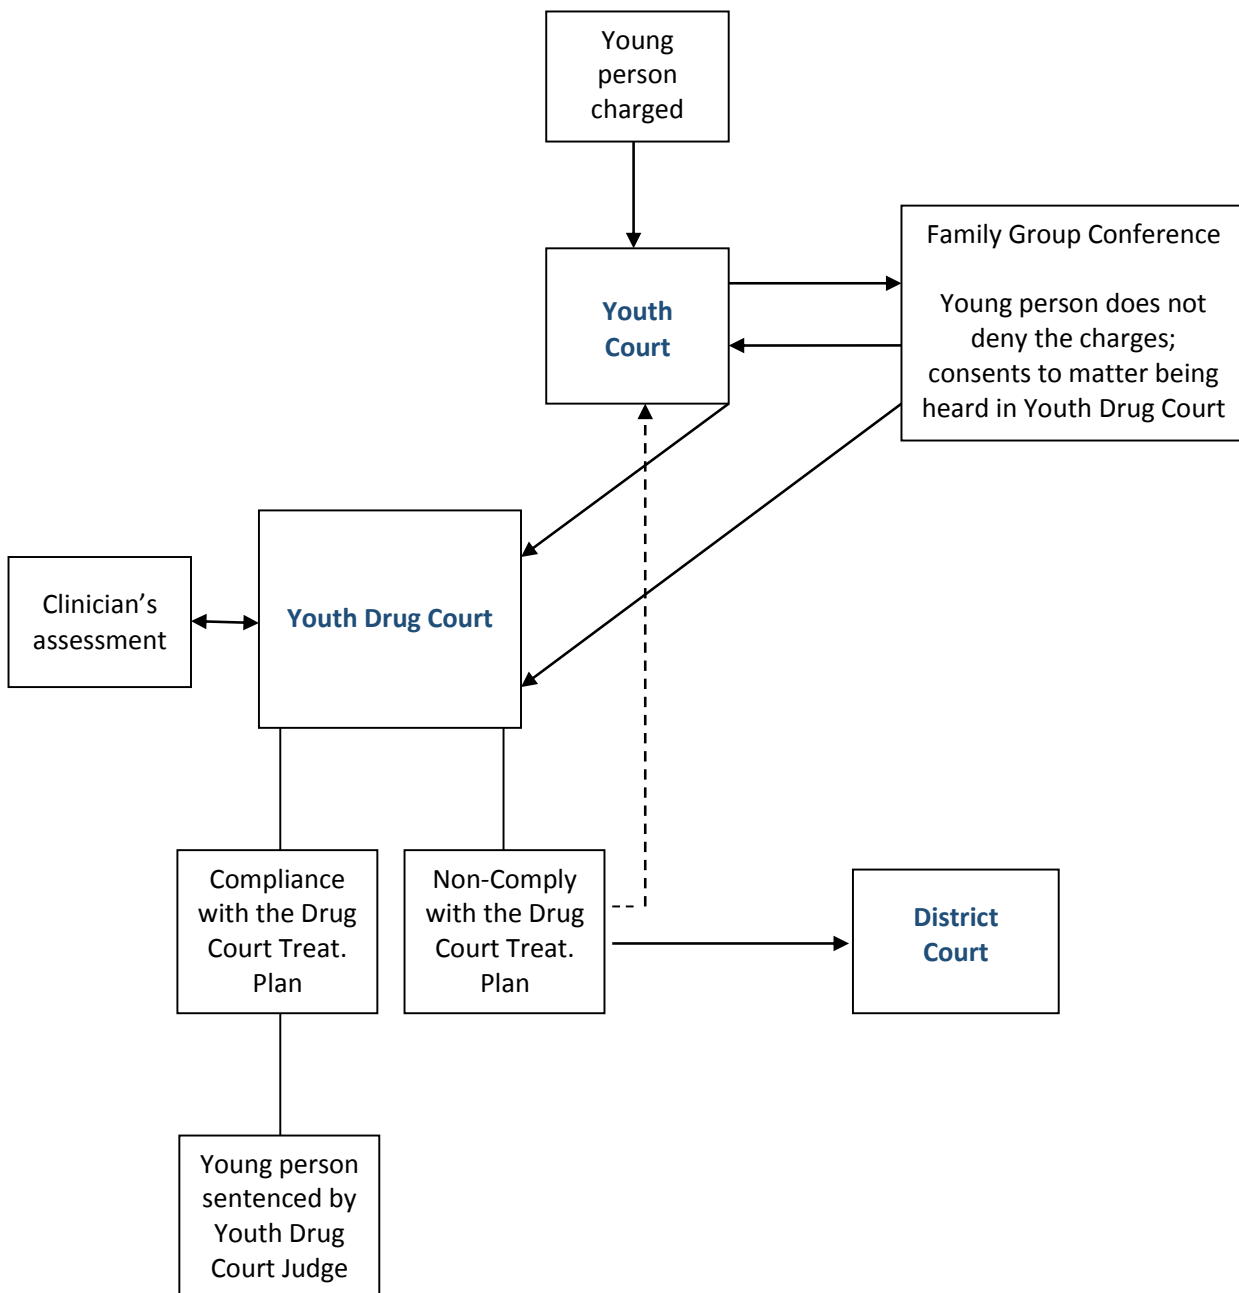 Young
person
charged
Family Group Conference
Young person does not
deny the charges;
consents to matter being
heard in Youth Drug Court
Youth
Court
Clinician’s
assessment
Youth Drug Court
Compliance
with the Drug
Court Treat.
Plan
Non-Comply
with the Drug
Court Treat.
Plan
District
Court
Young person
sentenced by
Youth Drug
Court Judge